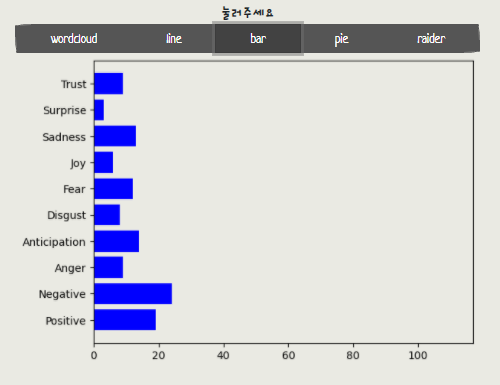 눌러주세요
wordcloud line bar pie raider
Trust
Surprise
Sadness
Joy
Fear
Disgust
Anticipation
Anger
Negative
Positive
0 20 40 60 80 100